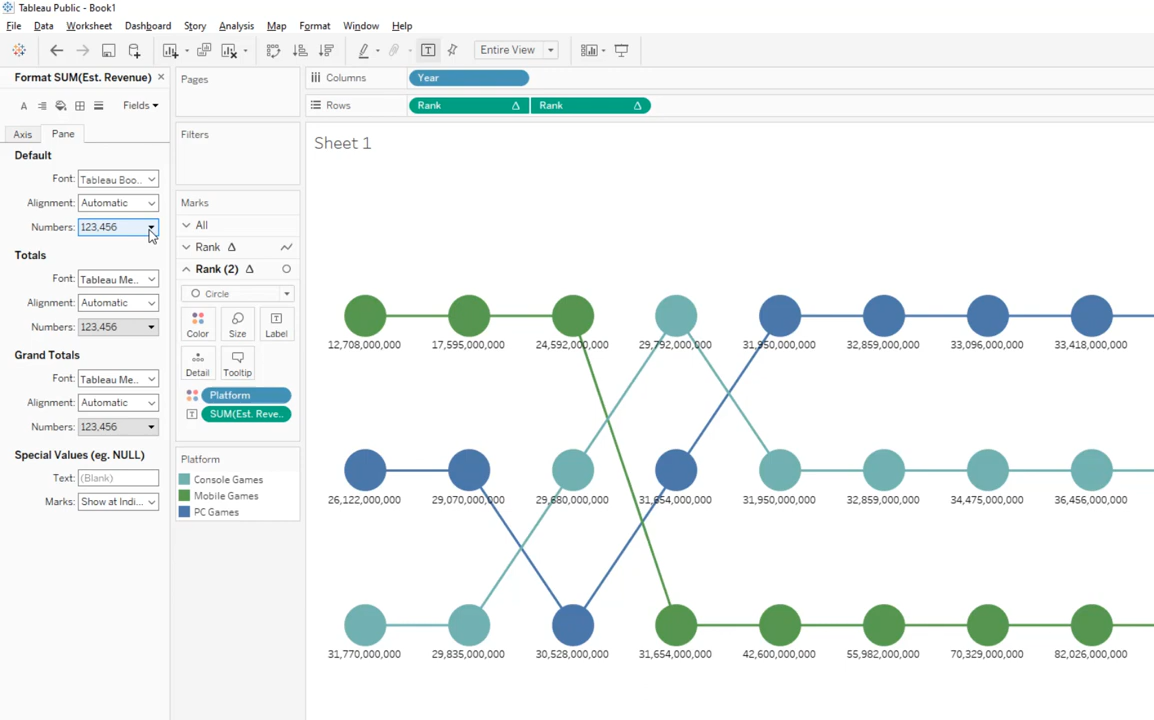 Tableau Public - Book1
File Data Worksheet Dashboard Story Analysis Map Format Window Help
T Entire View
Format SUM(Est. Revenue) ×
A Fields
Axis Pane
Default
Font: Tableau Boo..
Alignment: Automatic
Numbers: 123,456
Totals
Font: Tableau Me..
Alignment: Automatic
Numbers: 123,456
Grand Totals
Font: Tableau Me..
Alignment: Automatic
Numbers: 123,456
Special Values (eg. NULL)
Text: (Blank)
Marks: Show at Indi...
Pages
Filters
Marks
All
Rank Δ
Rank (2) Δ
Circle
Color Size T Label
Detail Tooltip
Platform
T SUM(Est. Reve..
Platform
Console Games
Mobile Games
PC Games
Columns Year
Rows Rank Δ Rank Δ
Sheet 1
12,708,000,000 17,595,000,000 24,592,000,000 29,792,000,000 31,950,000,000 32,859,000,000 33,096,000,000 33,418,000,000
26,122,000,000 29,070,000,000 29,680,000,000 31,654,000,000 31,950,000,000 32,859,000,000 34,475,000,000 36,456,000,000
31,770,000,000 29,835,000,000 30,528,000,000 31,654,000,000 42,600,000,000 55,982,000,000 70,329,000,000 82,026,000,000